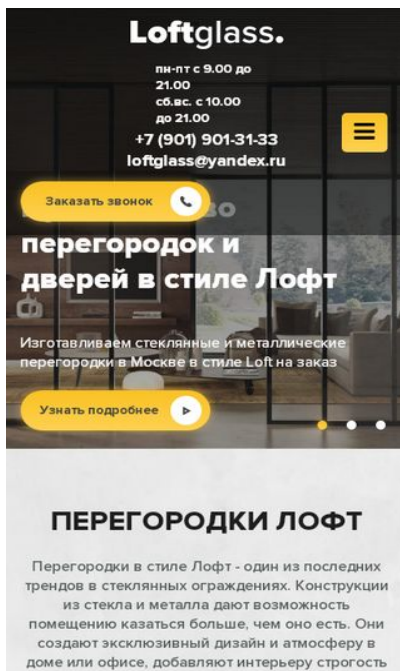 Loftglass.
пн-пт с 9.00 до
21.00
сб.вс. с 10.00
до 21.00
+7 (901) 901-31-33
loftglass@yandex.ru
Заказать звонок
перегородок и
дверей в стиле Лофт
Изготавливаем стеклянные и металлические
перегородки в Москве в стиле Loft на заказ
Узнать подробнее
ПЕРЕГОРОДКИ ЛОФТ
Перегородки в стиле Лофт - один из последних
трендов в стеклянных ограждениях. Конструкции
из стекла и металла дают возможность
помещению казаться больше, чем оно есть. Они
создают эксклюзивный дизайн и атмосферу в
доме или офисе, добавляют интерьеру строгость